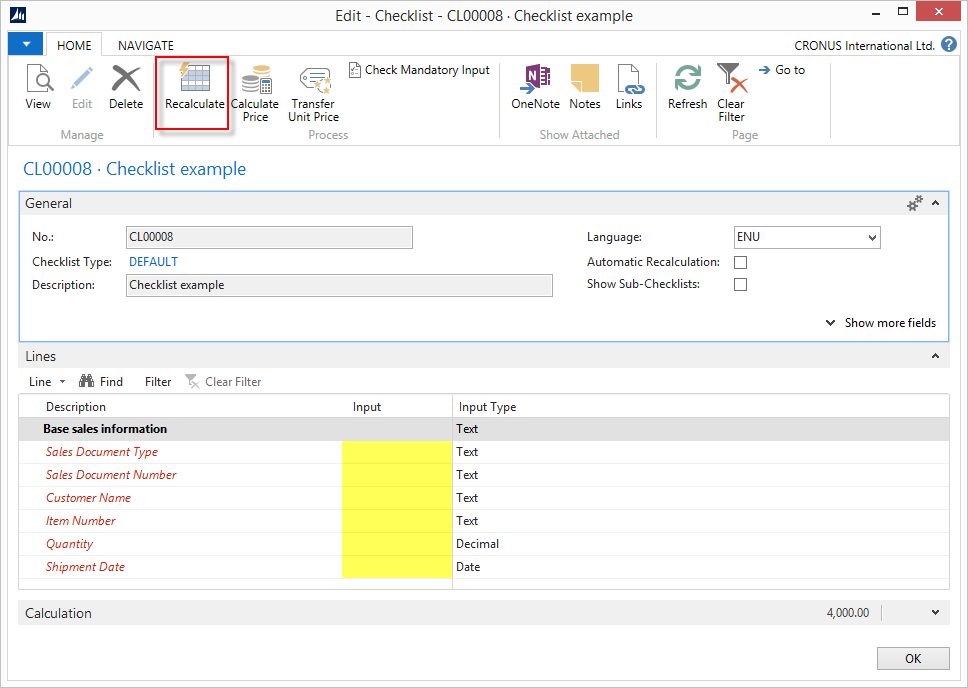 Edit - Checklist - CL00008 · Checklist example
HOME NAVIGATE CRONUS International Ltd. ?
View Edit Delete Recalculate Calculate Price Transfer Unit Price Check Mandatory Input OneNote Notes Links Refresh Clear Filter Go to
Manage Process Show Attached Page
CL00008 · Checklist example
General
No.: CL00008 Language: ENU
Checklist Type: DEFAULT Automatic Recalculation:
Description: Checklist example Show Sub-Checklists:
Show more fields
Lines
Line Find Filter Clear Filter
Description Input Input Type
Base sales information Text
Sales Document Type Text
Sales Document Number Text
Customer Name Text
Item Number Text
Quantity Decimal
Shipment Date Date
Calculation 4,000.00
OK